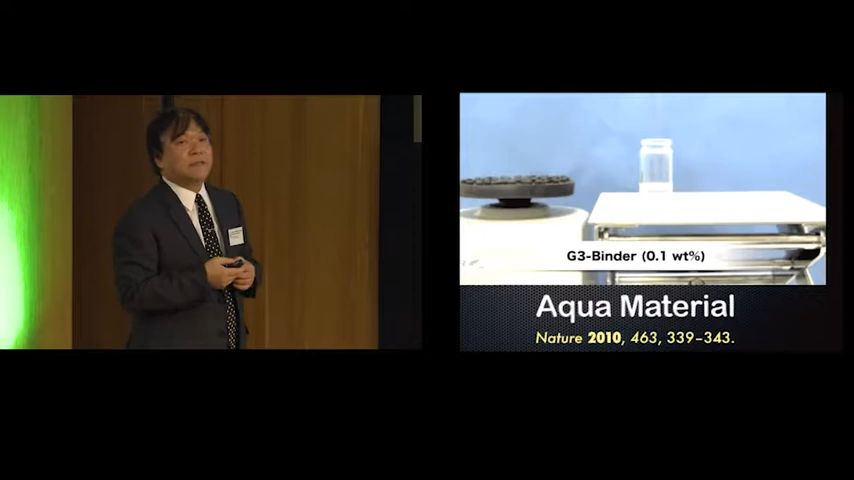 G3-Binder (0.1 wt%)
Aqua Material
Nature 2010, 463, 339–343.